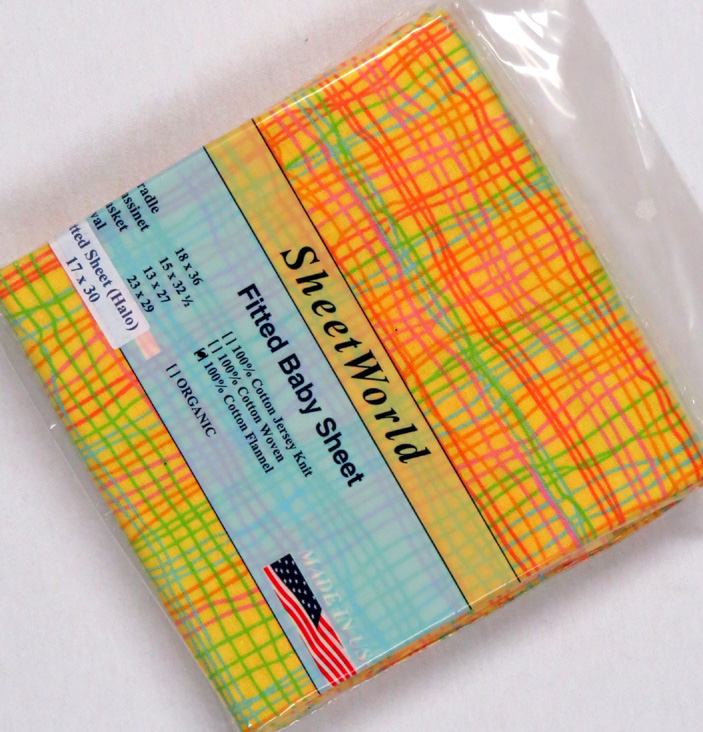 SheetWorld
Fitted Baby Sheet
[ ] 100% Cotton Jersey Knit
[ ] 100% Cotton Woven
100% Cotton Flannel
[ ] ORGANIC
radle 18 x 36
assinet 15 x 32 ½
asket 13 x 27
val 23 x 29
tted Sheet (Halo)
17 x 30
MADE IN US